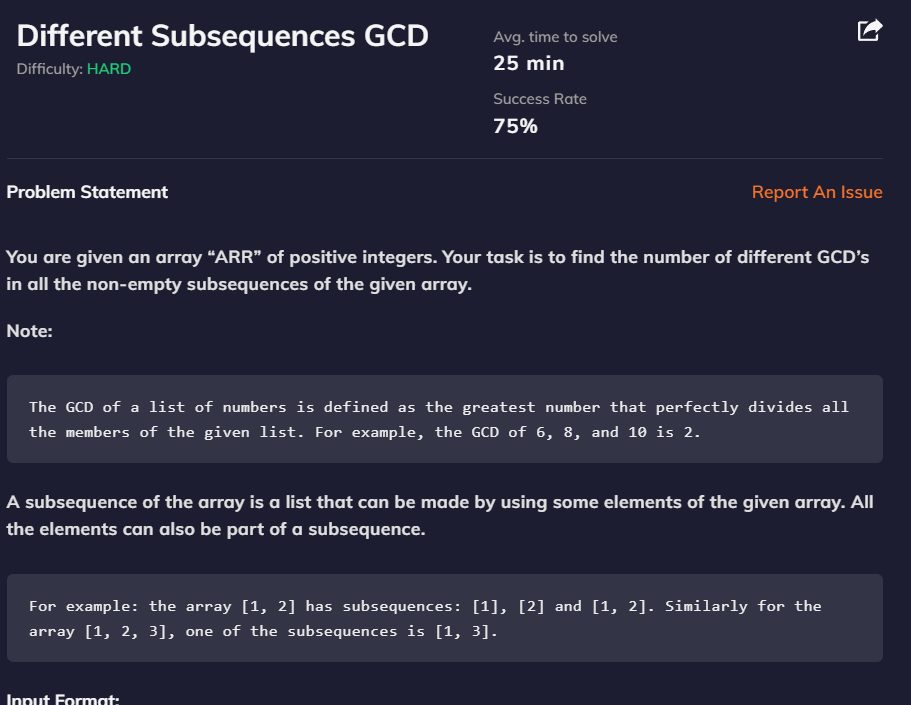 Different Subsequences GCD
Difficulty: HARD
Avg. time to solve
25 min
Success Rate
75%
Problem Statement
Report An Issue
You are given an array “ARR” of positive integers. Your task is to find the number of different GCD’s
in all the non-empty subsequences of the given array.
Note:
The GCD of a list of numbers is defined as the greatest number that perfectly divides all
the members of the given list. For example, the GCD of 6, 8, and 10 is 2.
A subsequence of the array is a list that can be made by using some elements of the given array. All
the elements can also be part of a subsequence.
For example: the array [1, 2] has subsequences: [1], [2] and [1, 2]. Similarly for the
array [1, 2, 3], one of the subsequences is [1, 3].
Input Format: